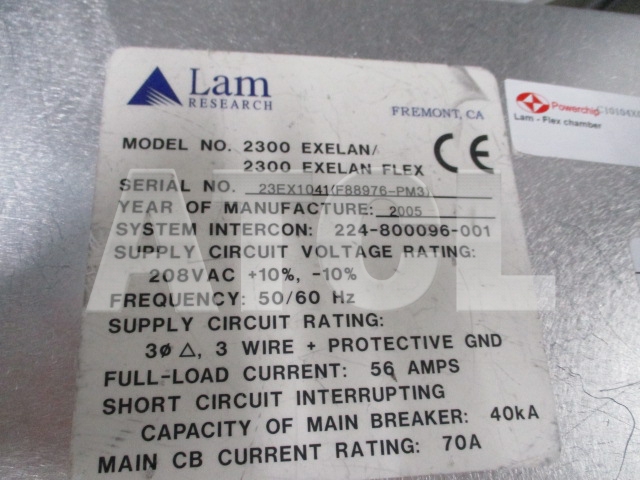 Lam
RESEARCH
FREMONT, CA
MODEL NO. 2300 EXELAN/
2300 EXELAN FLEX
CE
SERIAL NO. 23EX1041(F88976-PM3)
YEAR OF MANUFACTURE: 2005
SYSTEM INTERCON: 224-800096-001
SUPPLY CIRCUIT VOLTAGE RATING:
208VAC +10%, -10%
FREQUENCY: 50/60 Hz
SUPPLY CIRCUIT RATING:
3ø △, 3 WIRE + PROTECTIVE GND
FULL-LOAD CURRENT: 56 AMPS
SHORT CIRCUIT INTERRUPTING
CAPACITY OF MAIN BREAKER: 40kA
MAIN CB CURRENT RATING: 70A
Powerchip
Lam - Flex chamber
ATCL